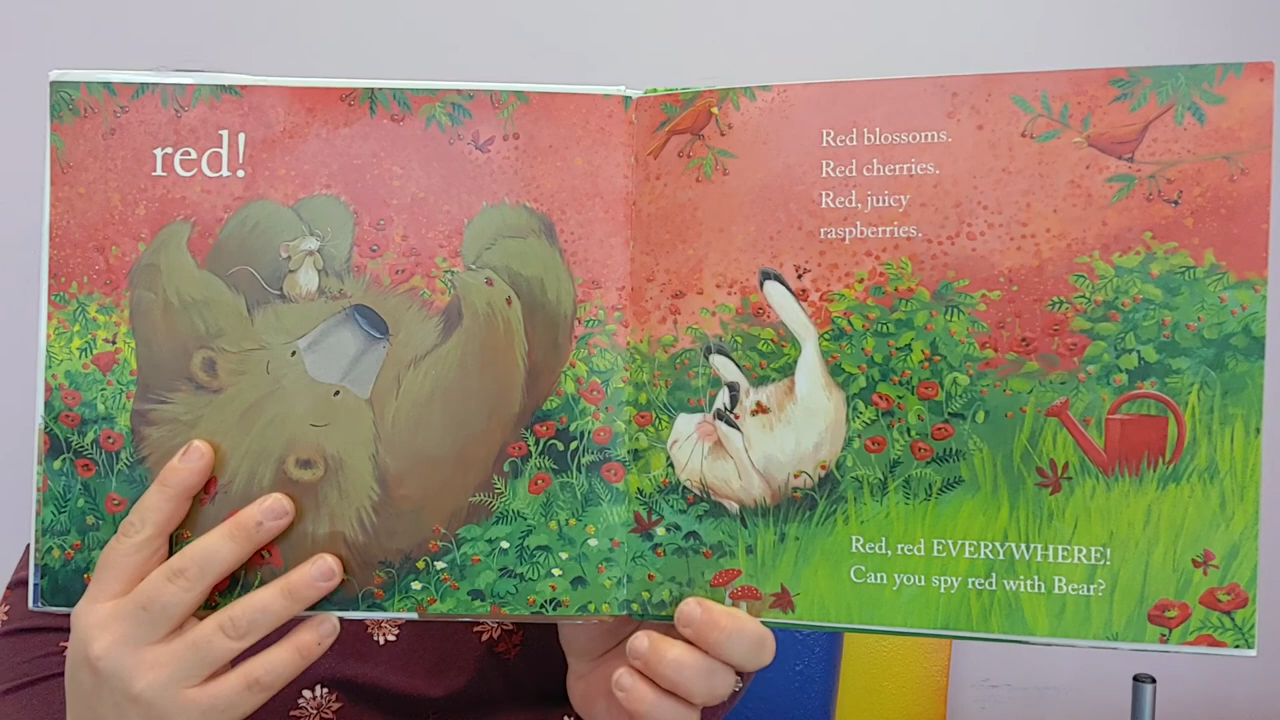 red!
Red blossoms.
Red cherries.
Red, juicy
raspberries.
Red, red EVERYWHERE!
Can you spy red with Bear?